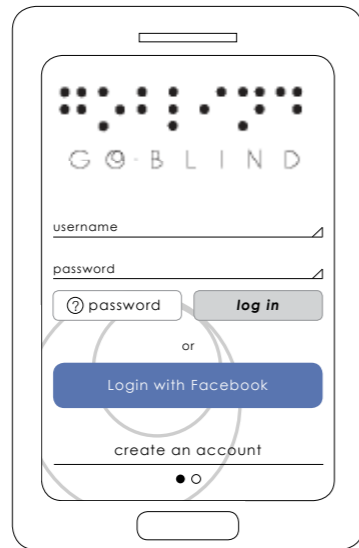 GO·BLIND
username
password
? password log in
or
Login with Facebook
create an account